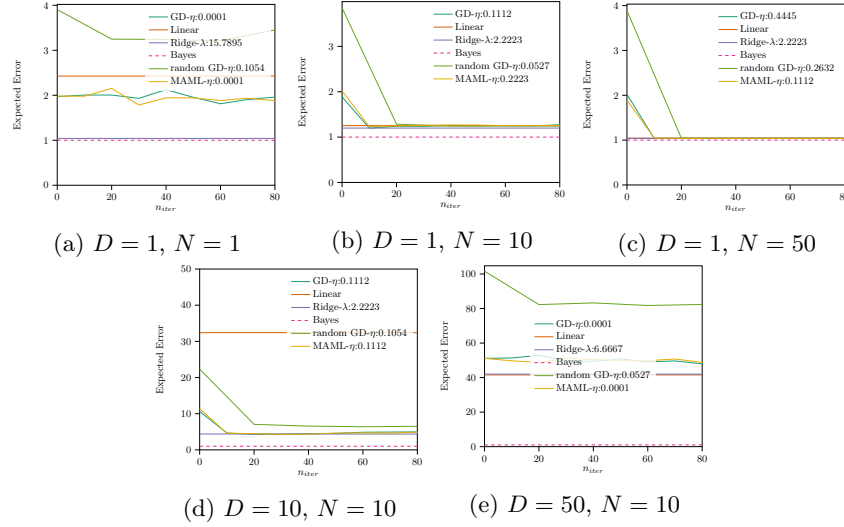 4
3
2
1
0
Expected Error
GD-η:0.0001
Linear
Ridge-λ:15.7895
Bayes
random GD-η:0.1054
MAML-η:0.0001
0 20 40 60 80
n_iter
(a) D = 1, N = 1
4
3
2
1
0
Expected Error
GD-η:0.1112
Linear
Ridge-λ:2.2223
Bayes
random GD-η:0.0527
MAML-η:0.2223
0 20 40 60 80
n_iter
(b) D = 1, N = 10
4
3
2
1
0
Expected Error
GD-η:0.4445
Linear
Ridge-λ:2.2223
Bayes
random GD-η:0.2632
MAML-η:0.1112
0 20 40 60 80
n_iter
(c) D = 1, N = 50
50
40
30
20
10
0
Expected Error
GD-η:0.1112
Linear
Ridge-λ:2.2223
Bayes
random GD-η:0.1054
MAML-η:0.1112
0 20 40 60 80
n_iter
(d) D = 10, N = 10
100
80
60
40
20
0
Expected Error
GD-η:0.0001
Linear
Ridge-λ:6.6667
Bayes
random GD-η:0.0527
MAML-η:0.0001
0 20 40 60 80
n_iter
(e) D = 50, N = 10